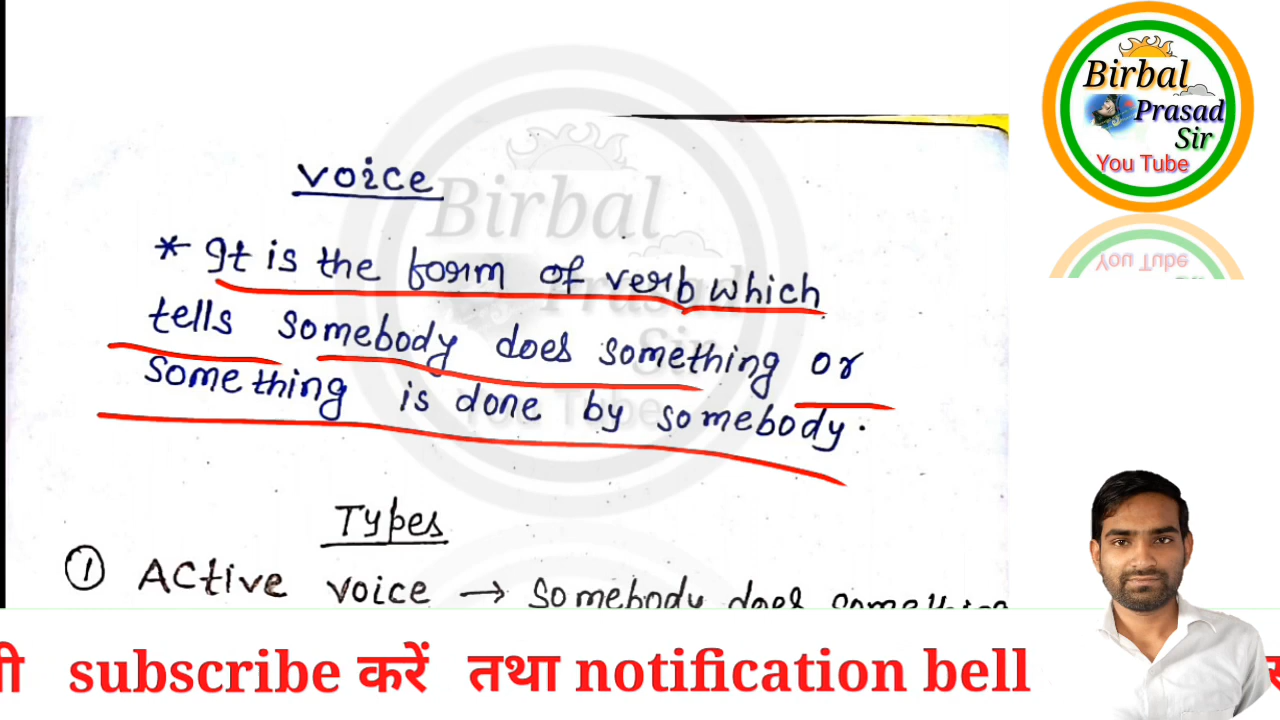 Birbal
Prasad
Sir
You Tube
Voice
* It is the form of verb which
tells somebody does something or
something is done by somebody.
Types
① Active voice → Somebody does something
subscribe करें तथा notification bell